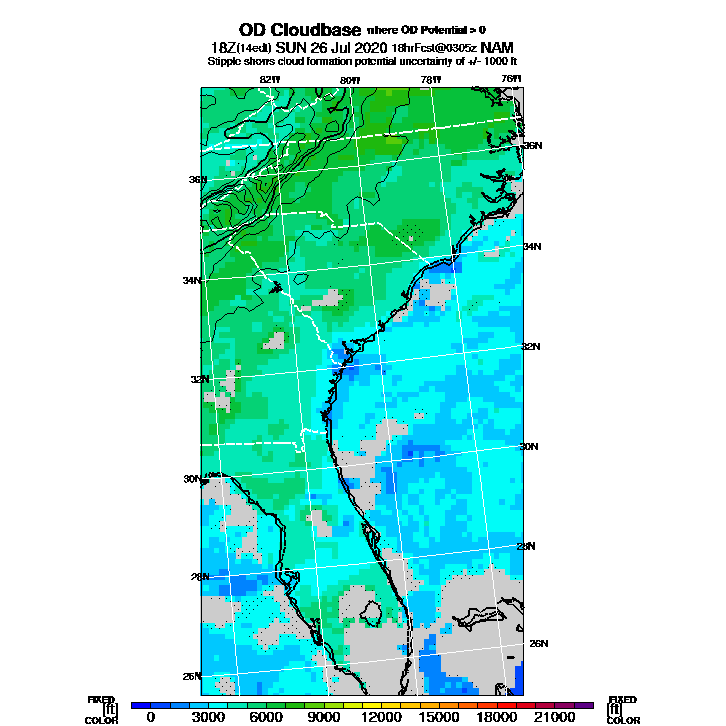 OD Cloudbase where OD Potential > 0
18Z(14edt) SUN 26 Jul 2020 18hrFcst@0305z NAM
Stipple shows cloud formation potential uncertainty of +/- 1000 ft
82W 80W 78W 76W
36N
36N
34N
34N
32N
32N
30N
30N
28N
28N
26N
26N
FIXED FIXED
[ft] [ft]
COLOR COLOR
0 3000 6000 9000 12000 15000 18000 21000